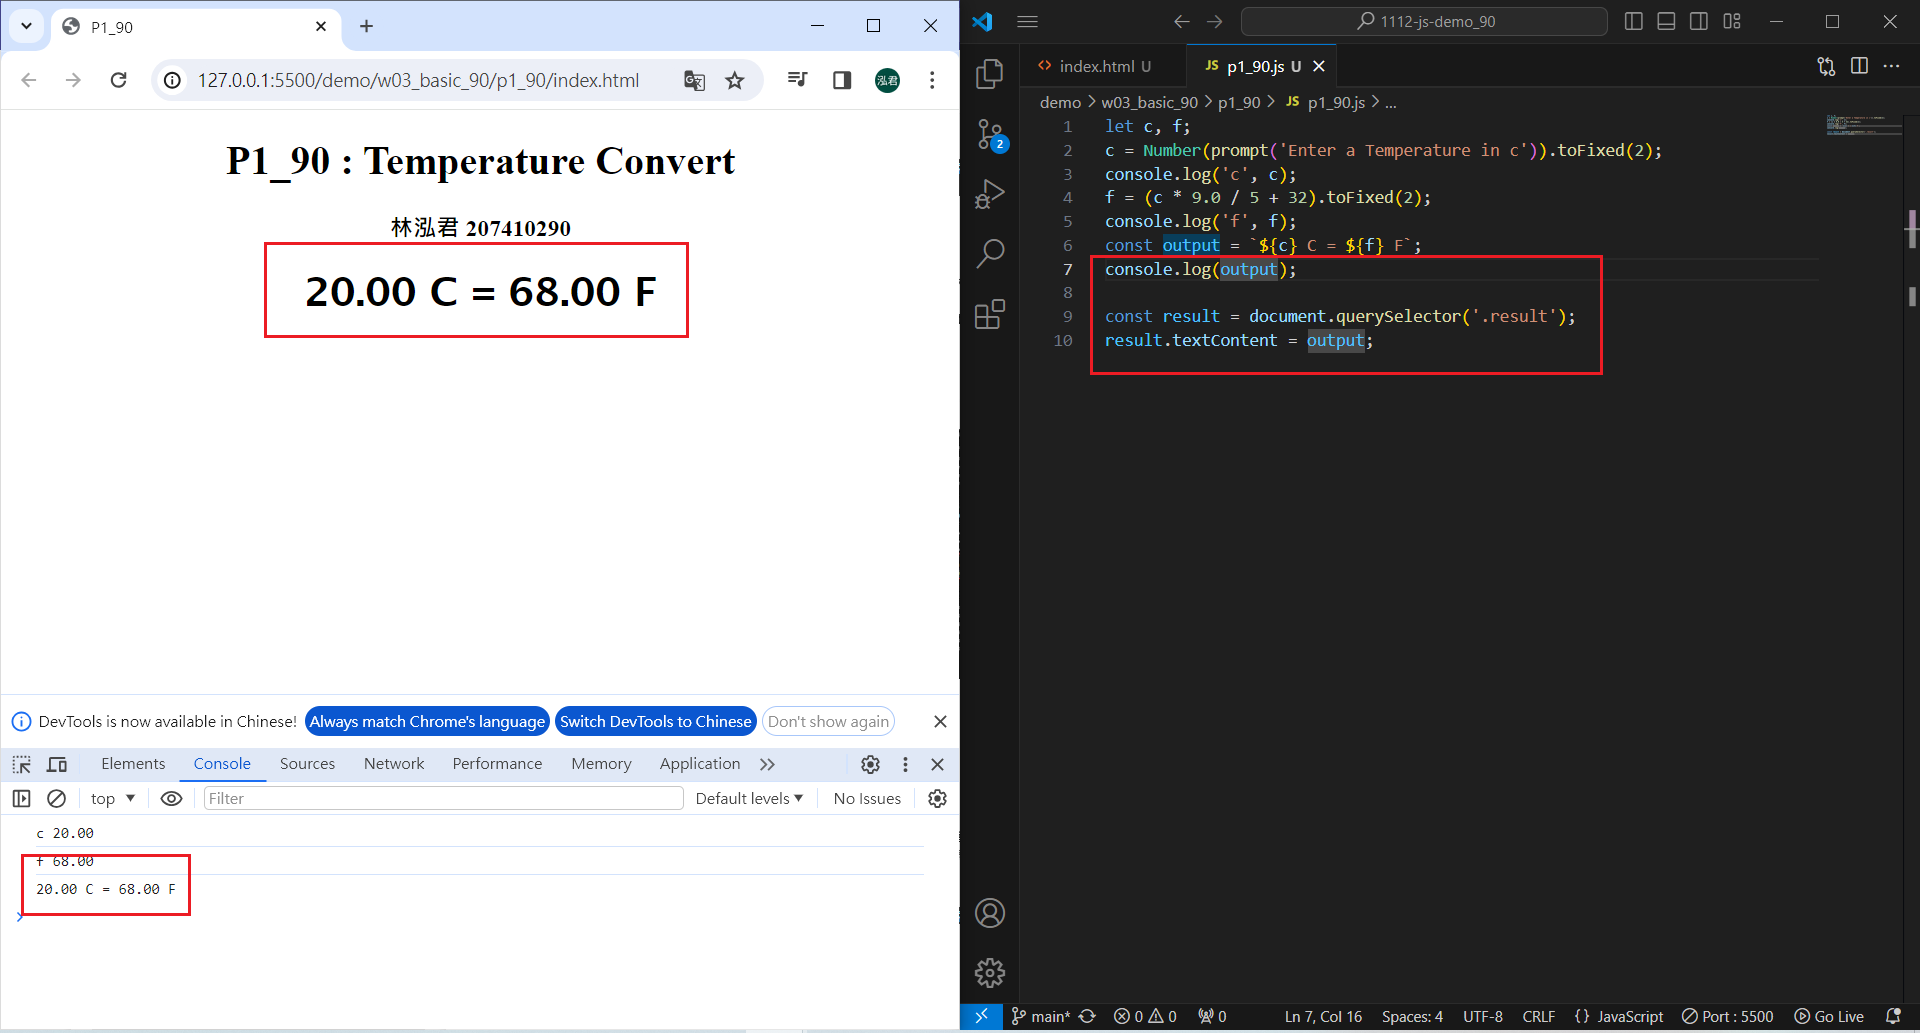 P1_90
127.0.0.1:5500/demo/w03_basic_90/p1_90/index.html
泓君
P1_90 : Temperature Convert
林泓君 207410290
20.00 C = 68.00 F
DevTools is now available in Chinese!
Always match Chrome's language
Switch DevTools to Chinese
Don't show again
Elements
Console
Sources
Network
Performance
Memory
Application
top
Filter
Default levels
No Issues
c 20.00
f 68.00
20.00 C = 68.00 F
1112-js-demo_90
index.html U
JS p1_90.js U
demo > w03_basic_90 > p1_90 > JS p1_90.js > ...
1 let c, f;
2 c = Number(prompt('Enter a Temperature in c')).toFixed(2);
3 console.log('c', c);
4 f = (c * 9.0 / 5 + 32).toFixed(2);
5 console.log('f', f);
6 const output = `${c} C = ${f} F`;
7 console.log(output);
8
9 const result = document.querySelector('.result');
10 result.textContent = output;
2
main*
0
0
0
Ln 7, Col 16
Spaces: 4
UTF-8
CRLF
{} JavaScript
Port : 5500
Go Live